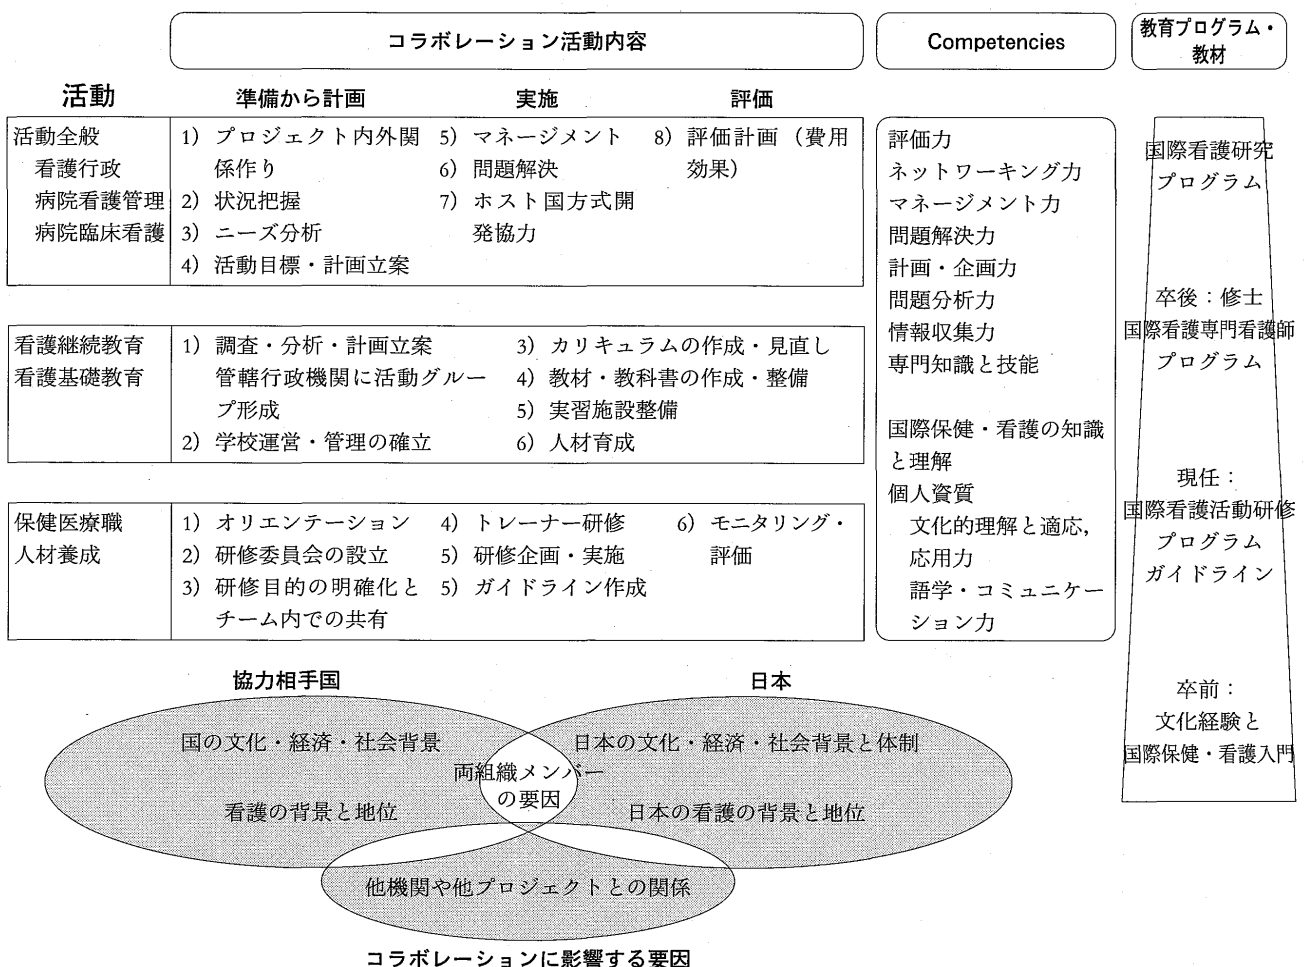 コラボレーション活動内容
Competencies
教育プログラム・
教材
活動
準備から計画
実施
評価
活動全般
看護行政
病院看護管理
病院臨床看護
1) プロジェクト内外関
係作り
2) 状況把握
3) ニーズ分析
4) 活動目標・計画立案
5) マネージメント
6) 問題解決
7) ホスト国方式開
発協力
8) 評価計画（費用
効果）
看護継続教育
看護基礎教育
1) 調査・分析・計画立案
管轄行政機関に活動グルー
プ形成
2) 学校運営・管理の確立
3) カリキュラムの作成・見直し
4) 教材・教科書の作成・整備
5) 実習施設整備
6) 人材育成
保健医療職
人材養成
1) オリエンテーション
2) 研修委員会の設立
3) 研修目的の明確化と
チーム内での共有
4) トレーナー研修
5) 研修企画・実施
5) ガイドライン作成
6) モニタリング・
評価
評価力
ネットワーキング力
マネージメント力
問題解決力
計画・企画力
問題分析力
情報収集力
専門知識と技能
国際保健・看護の知識
と理解
個人資質
文化的理解と適応，
応用力
語学・コミュニケー
ション力
国際看護研究
プログラム
卒後：修士
国際看護専門看護師
プログラム
現任：
国際看護活動研修
プログラム
ガイドライン
卒前：
文化経験と
国際保健・看護入門
協力相手国
日本
国の文化・経済・社会背景
看護の背景と地位
両組織メンバー
の要因
日本の文化・経済・社会背景と体制
日本の看護の背景と地位
他機関や他プロジェクトとの関係
コラボレーションに影響する要因